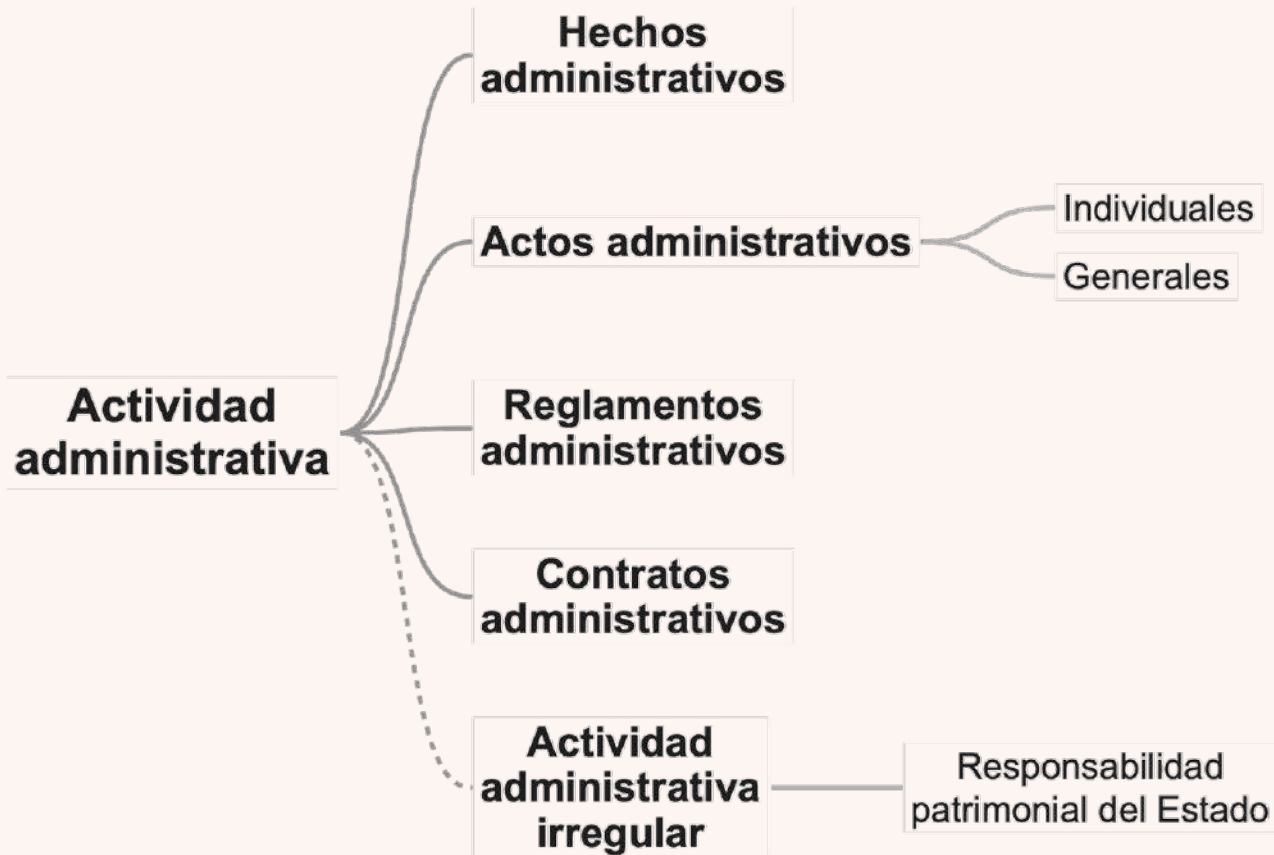 Hechos
administrativos
Actos administrativos
Individuales
Generales
Actividad
administrativa
Reglamentos
administrativos
Contratos
administrativos
Actividad
administrativa
irregular
Responsabilidad
patrimonial del Estado